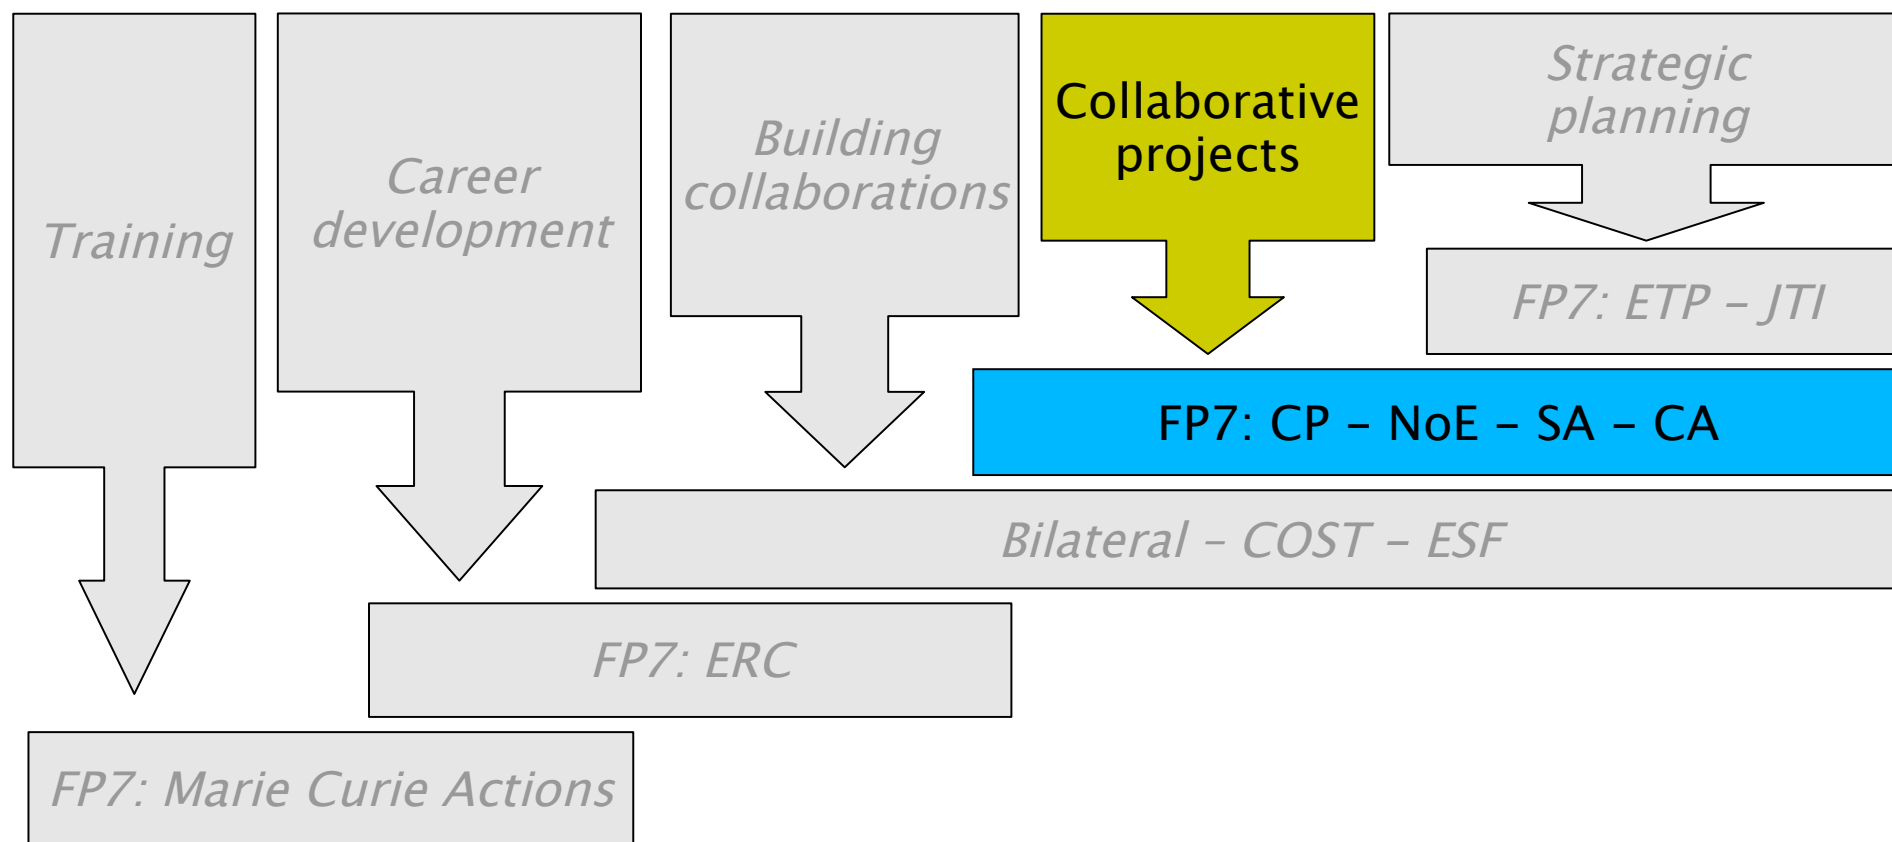 Training
Career
development
Building
collaborations
Collaborative
projects
Strategic
planning
FP7: ETP – JTI
FP7: CP – NoE – SA – CA
Bilateral – COST – ESF
FP7: ERC
FP7: Marie Curie Actions